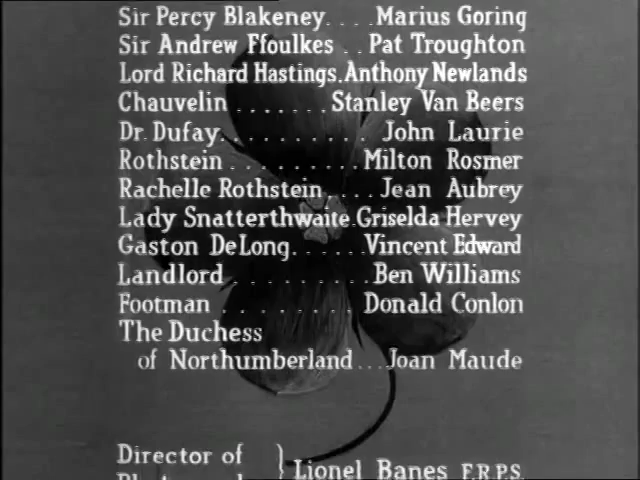 Sir Percy Blakeney. . . . Marius Goring
Sir Andrew Ffoulkes . . Pat Troughton
Lord Richard Hastings. Anthony Newlands
Chauvelin . . . . . . . Stanley Van Beers
Dr. Dufay. . . . . . . . . . John Laurie
Rothstein . . . . . . . . . Milton Rosmer
Rachelle Rothstein . . . . Jean Aubrey
Lady Snatterthwaite. Griselda Hervey
Gaston DeLong. . . . . . Vincent Edward
Landlord . . . . . . . . . Ben Williams
Footman . . . . . . . . Donald Conlon
The Duchess
of Northumberland. . . Joan Maude
Director of
} Lionel Banes F.R.P.S.